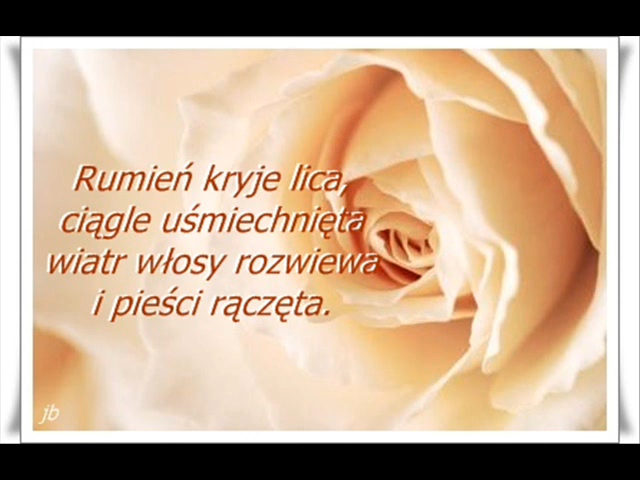 Rumień kryje lica,
ciągle uśmiechnięta
wiatr włosy rozwiewa
i pieści rączęta.
jb